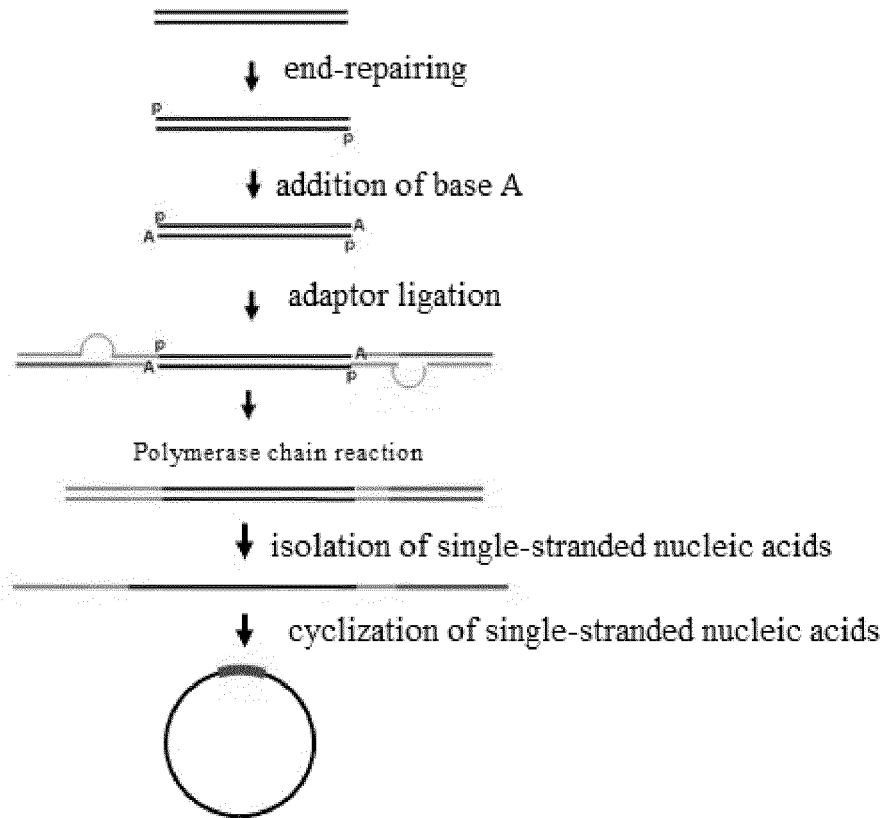 end-repairing
P
P
addition of base A
P
A
A
P
adaptor ligation
P
A
A
P
Polymerase chain reaction
isolation of single-stranded nucleic acids
cyclization of single-stranded nucleic acids